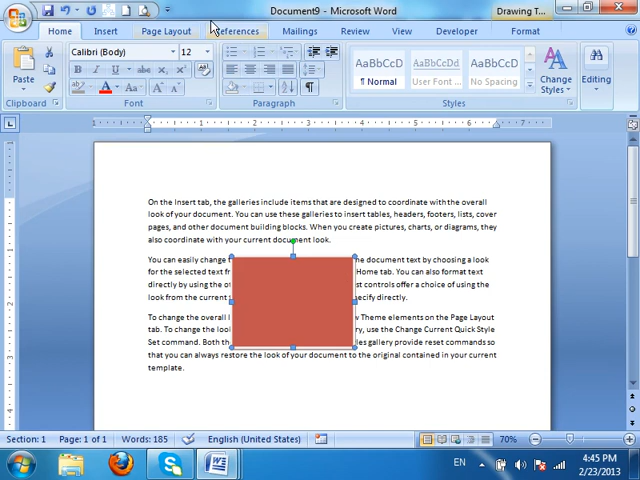 Document9 - Microsoft Word
Drawing T...
Home Insert Page Layout References Mailings Review View Developer Format
Paste
Calibri (Body) 12
AaBbCcD AaBbCcDd AaBbCcD
¶ Normal User Font ... No Spacing
Change Styles
Editing
Clipboard Font Paragraph Styles
On the Insert tab, the galleries include items that are designed to coordinate with the overall
look of your document. You can use these galleries to insert tables, headers, footers, lists, cover
pages, and other document building blocks. When you create pictures, charts, or diagrams, they
also coordinate with your current document look.
You can easily change document text by choosing a look
for the selected text Home tab. You can also format text
directly by using the controls offer a choice of using the
look from the current specify directly.
To change the overall Theme elements on the Page Layout
tab. To change the use the Change Current Quick Style
Set command. Both gallery provide reset commands so
that you can always restore the look of your document to the original contained in your current
template.
Section: 1 Page: 1 of 1 Words: 185 English (United States) 70%
EN 4:45 PM
2/23/2013